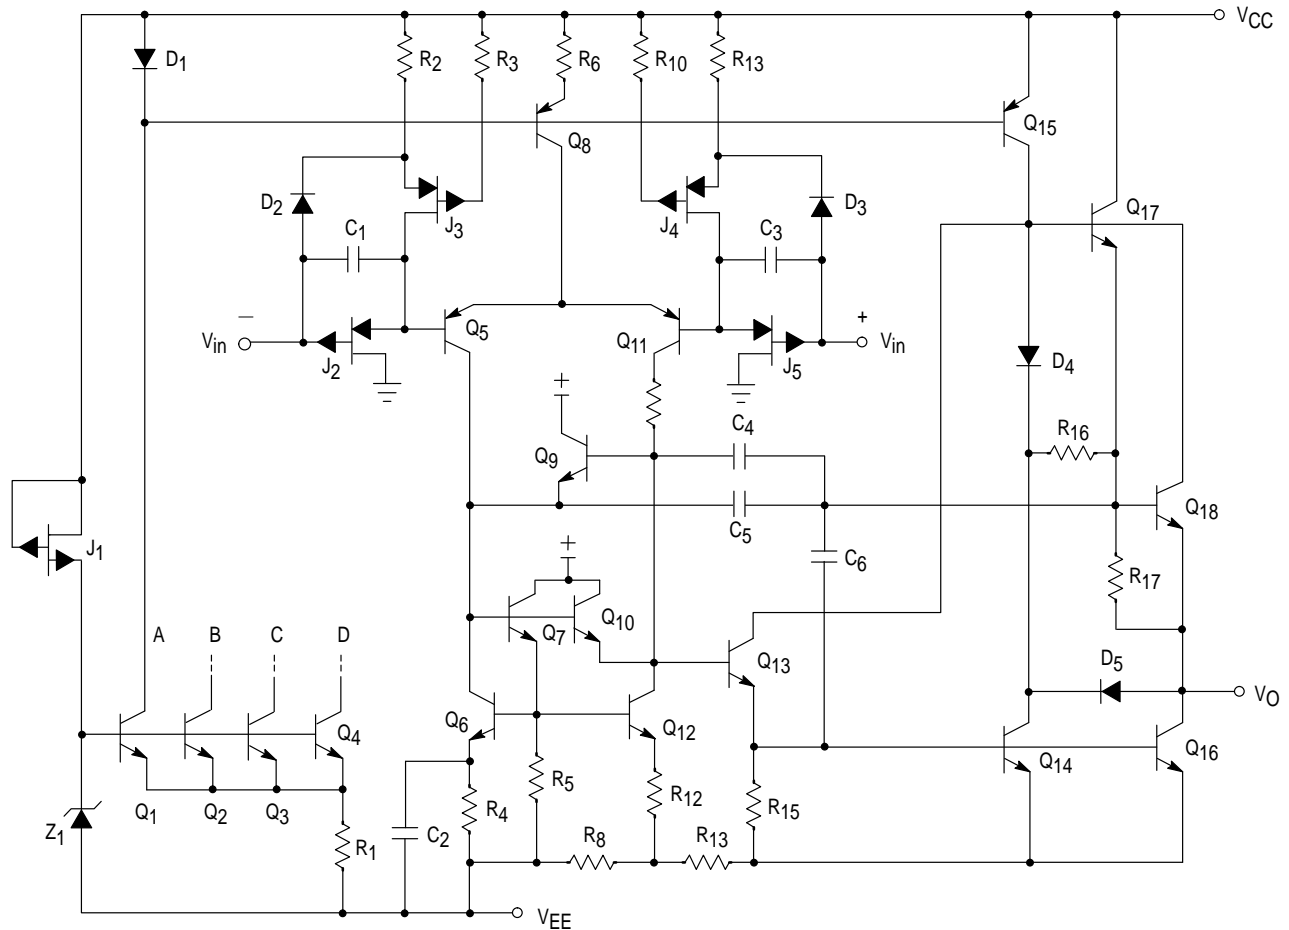 VCC
D1
R2
R3
R6
R10
R13
Q15
Q8
D2
J3
J4
D3
Q17
C1
C3
−
+
Vin
Q5
Q11
Vin
J2
J5
D4
+
C4
R16
Q9
C5
Q18
J1
+
C6
R17
A
B
C
D
Q7
Q10
Q13
D5
VO
Q4
Q6
Q12
Q14
Q16
R5
Z1
Q1
Q2
Q3
R4
R12
R15
R1
C2
R8
R13
VEE